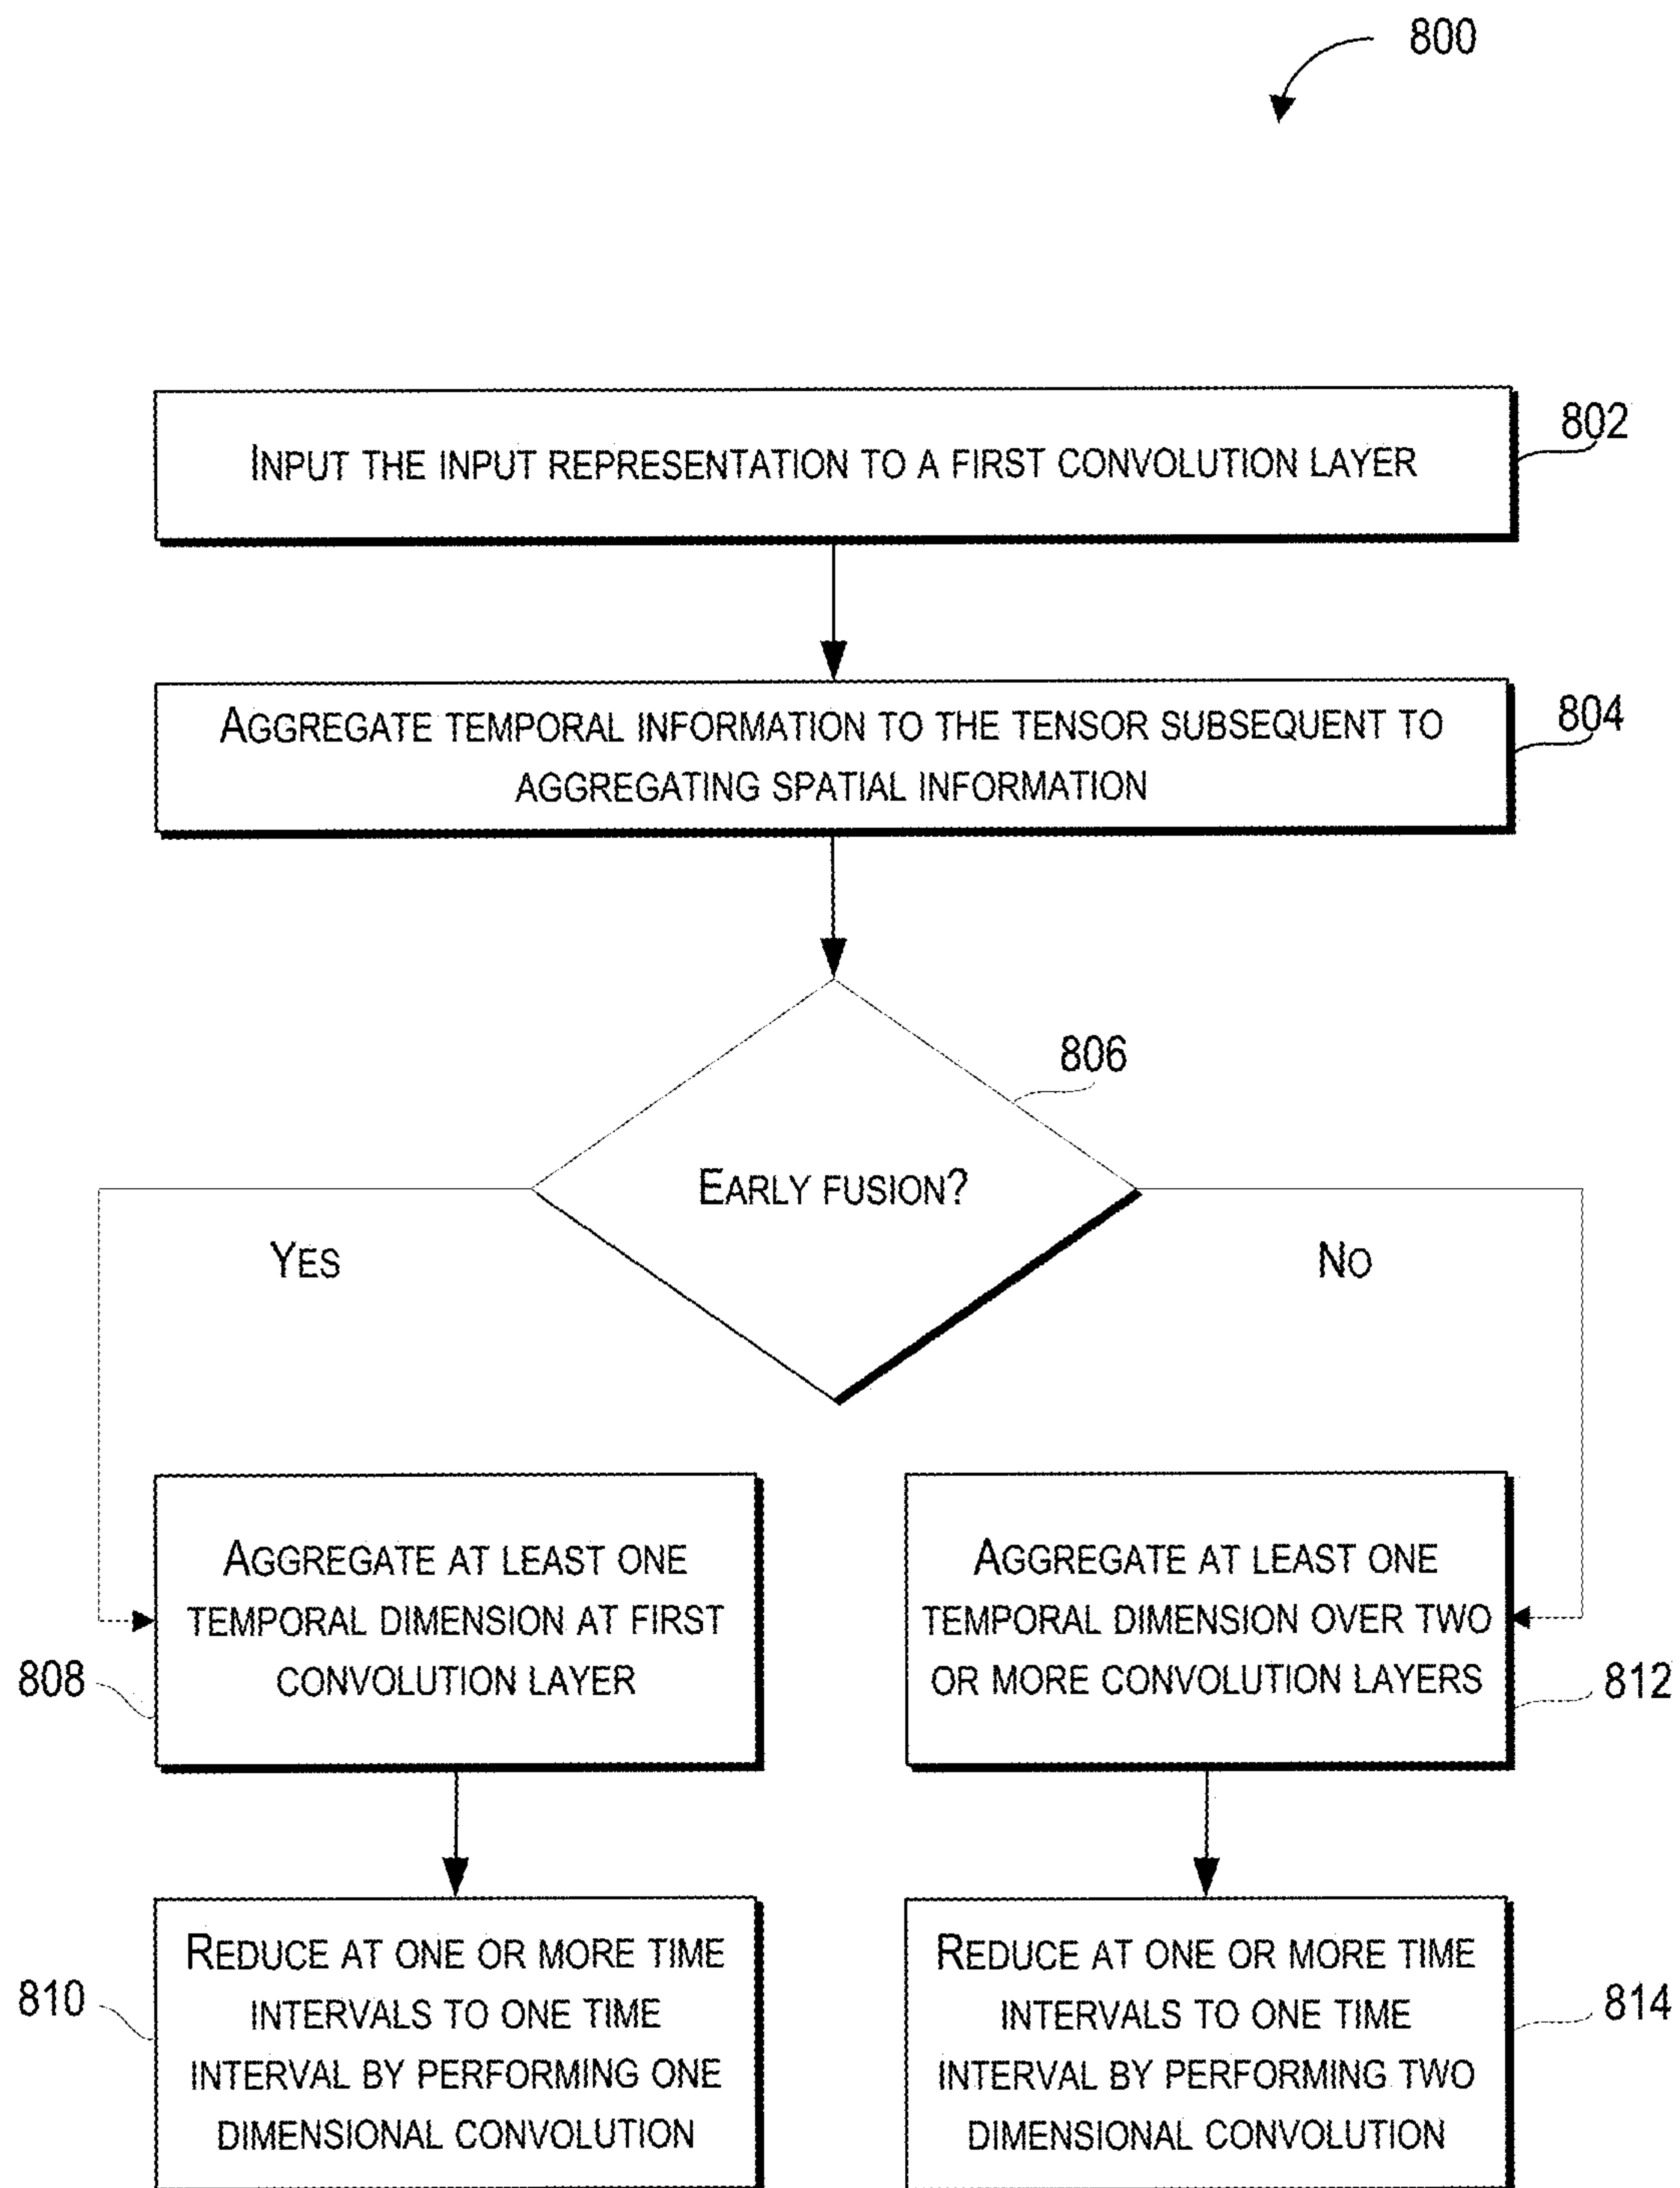 800
INPUT THE INPUT REPRESENTATION TO A FIRST CONVOLUTION LAYER
802
AGGREGATE TEMPORAL INFORMATION TO THE TENSOR SUBSEQUENT TO
AGGREGATING SPATIAL INFORMATION
804
806
EARLY FUSION?
YES
NO
AGGREGATE AT LEAST ONE
TEMPORAL DIMENSION AT FIRST
CONVOLUTION LAYER
808
AGGREGATE AT LEAST ONE
TEMPORAL DIMENSION OVER TWO
OR MORE CONVOLUTION LAYERS
812
REDUCE AT ONE OR MORE TIME
INTERVALS TO ONE TIME
INTERVAL BY PERFORMING ONE
DIMENSIONAL CONVOLUTION
810
REDUCE AT ONE OR MORE TIME
INTERVALS TO ONE TIME
INTERVAL BY PERFORMING TWO
DIMENSIONAL CONVOLUTION
814